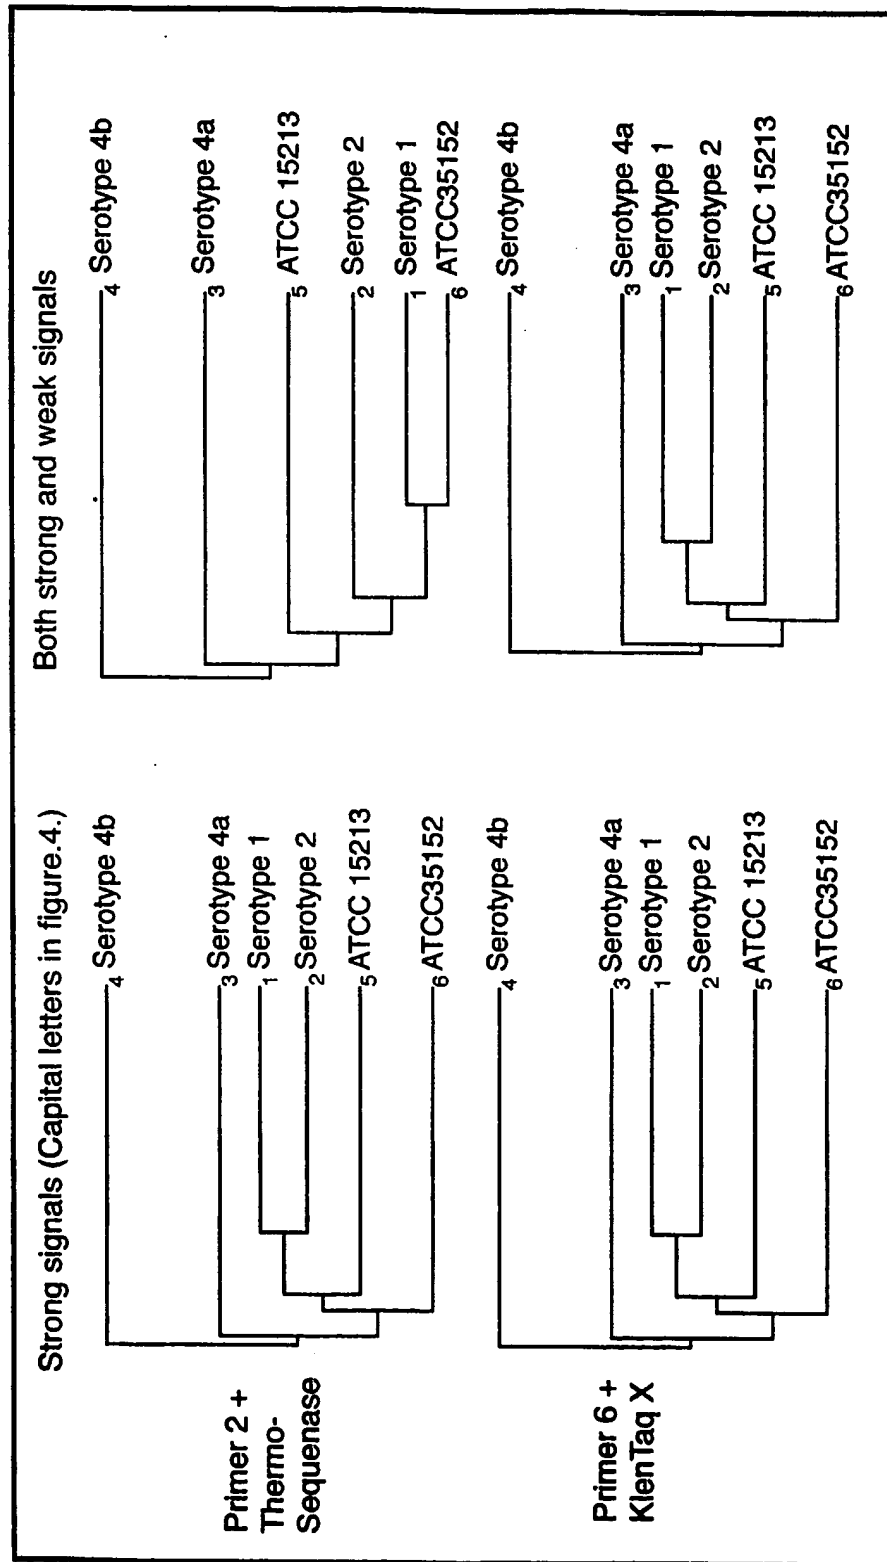 Strong signals (Capital letters in figure.4.)
Both strong and weak signals
Primer 2 +
Thermo-
Sequenase
4 Serotype 4b
3 Serotype 4a
1 Serotype 1
2 Serotype 2
5 ATCC 15213
6 ATCC35152
4 Serotype 4b
3 Serotype 4a
5 ATCC 15213
2 Serotype 2
1 Serotype 1
6 ATCC35152
Primer 6 +
KlenTaq X
4 Serotype 4b
3 Serotype 4a
1 Serotype 1
2 Serotype 2
5 ATCC 15213
6 ATCC35152
4 Serotype 4b
3 Serotype 4a
1 Serotype 1
2 Serotype 2
5 ATCC 15213
6 ATCC35152